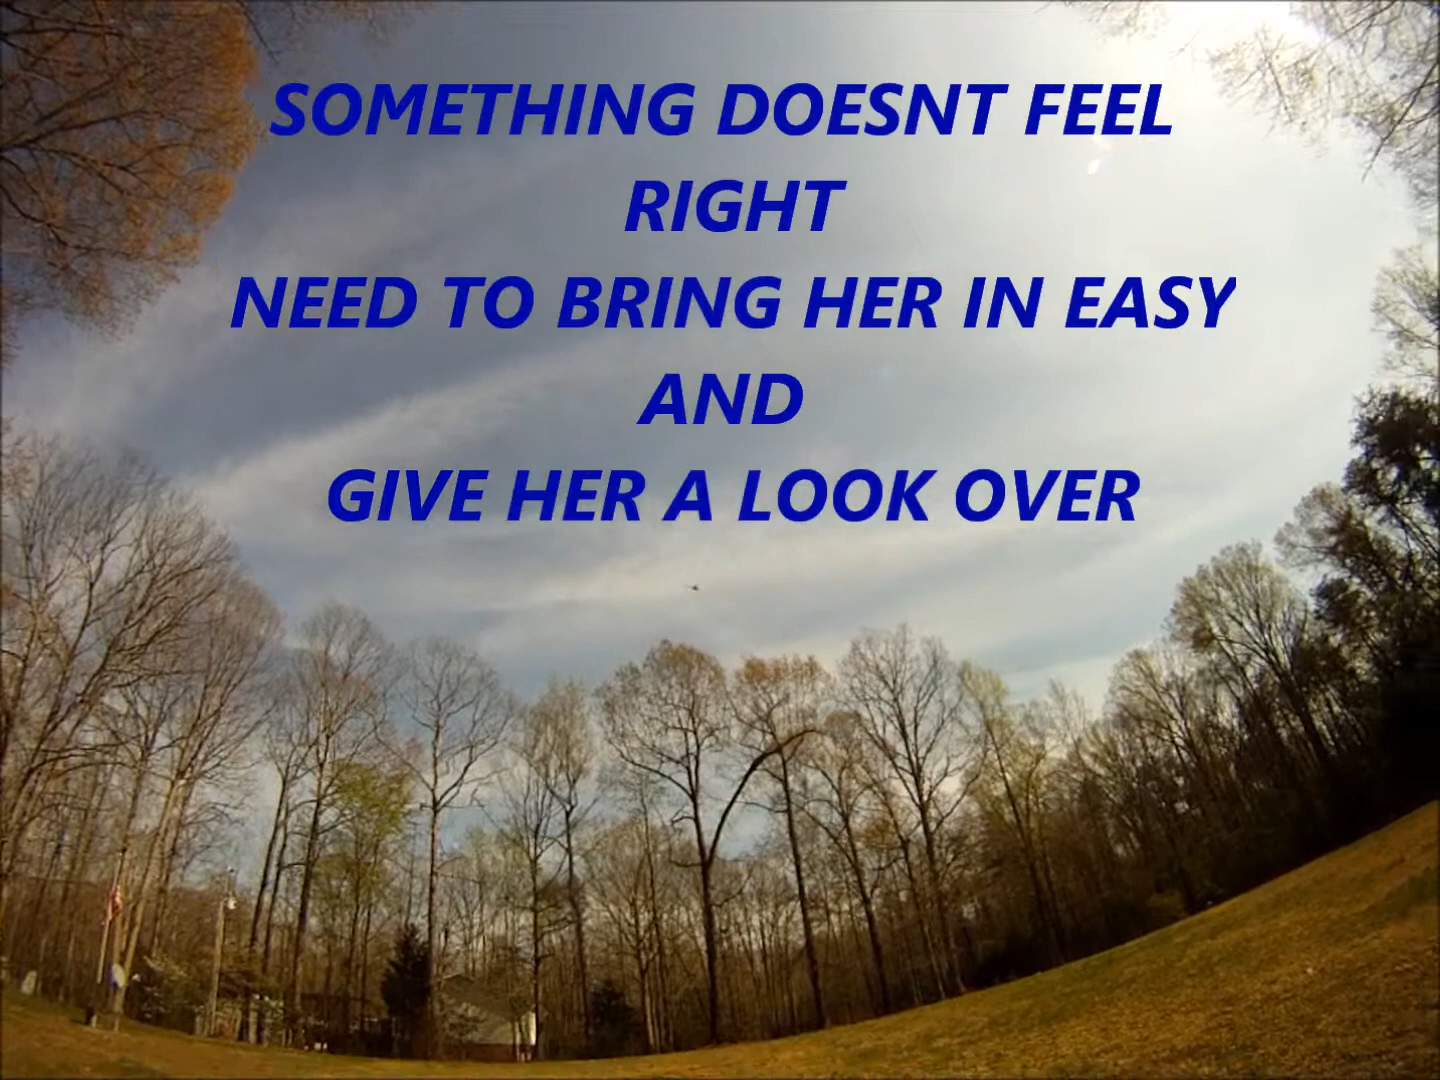 SOMETHING DOESNT FEEL
RIGHT
NEED TO BRING HER IN EASY
AND
GIVE HER A LOOK OVER